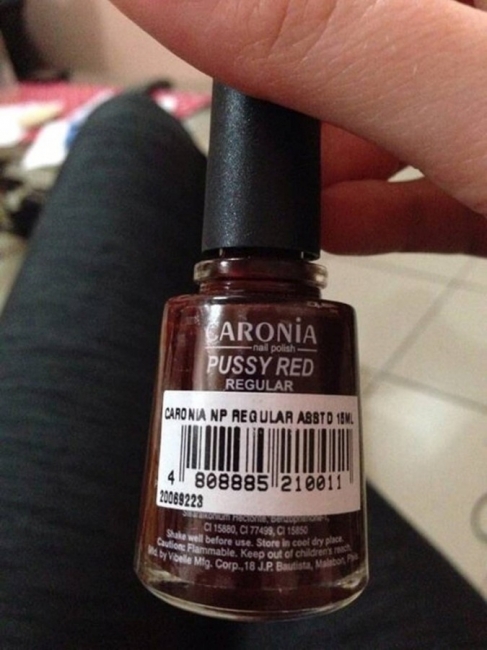 CARONiA
nail polish
PUSSY RED
REGULAR
CARONIA NP REGULAR ASSTD 15ML
4 808885 210011
20069223
CI 15880, CI 77499, CI 15850
Shake well before use. Store in cool dry place.
Caution: Flammable. Keep out of children's reach.
Mfd. by Vibelle Mfg. Corp., 18 J.P. Bautista, Malabon,